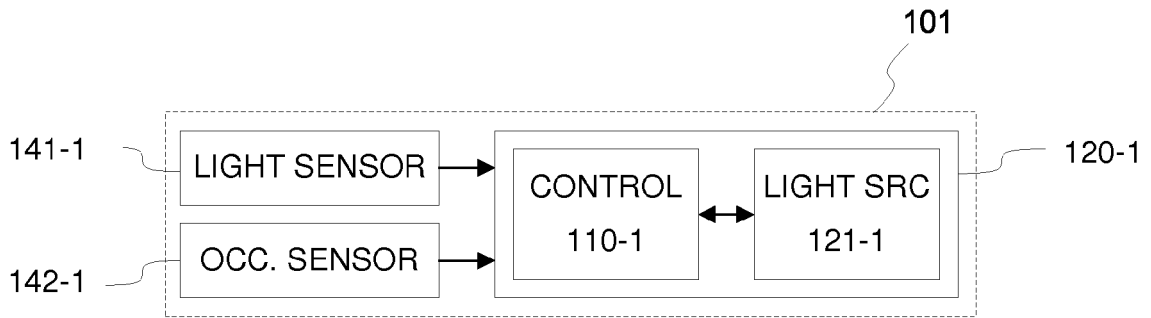 101
141-1
LIGHT SENSOR
142-1
OCC. SENSOR
CONTROL
110-1
LIGHT SRC
121-1
120-1